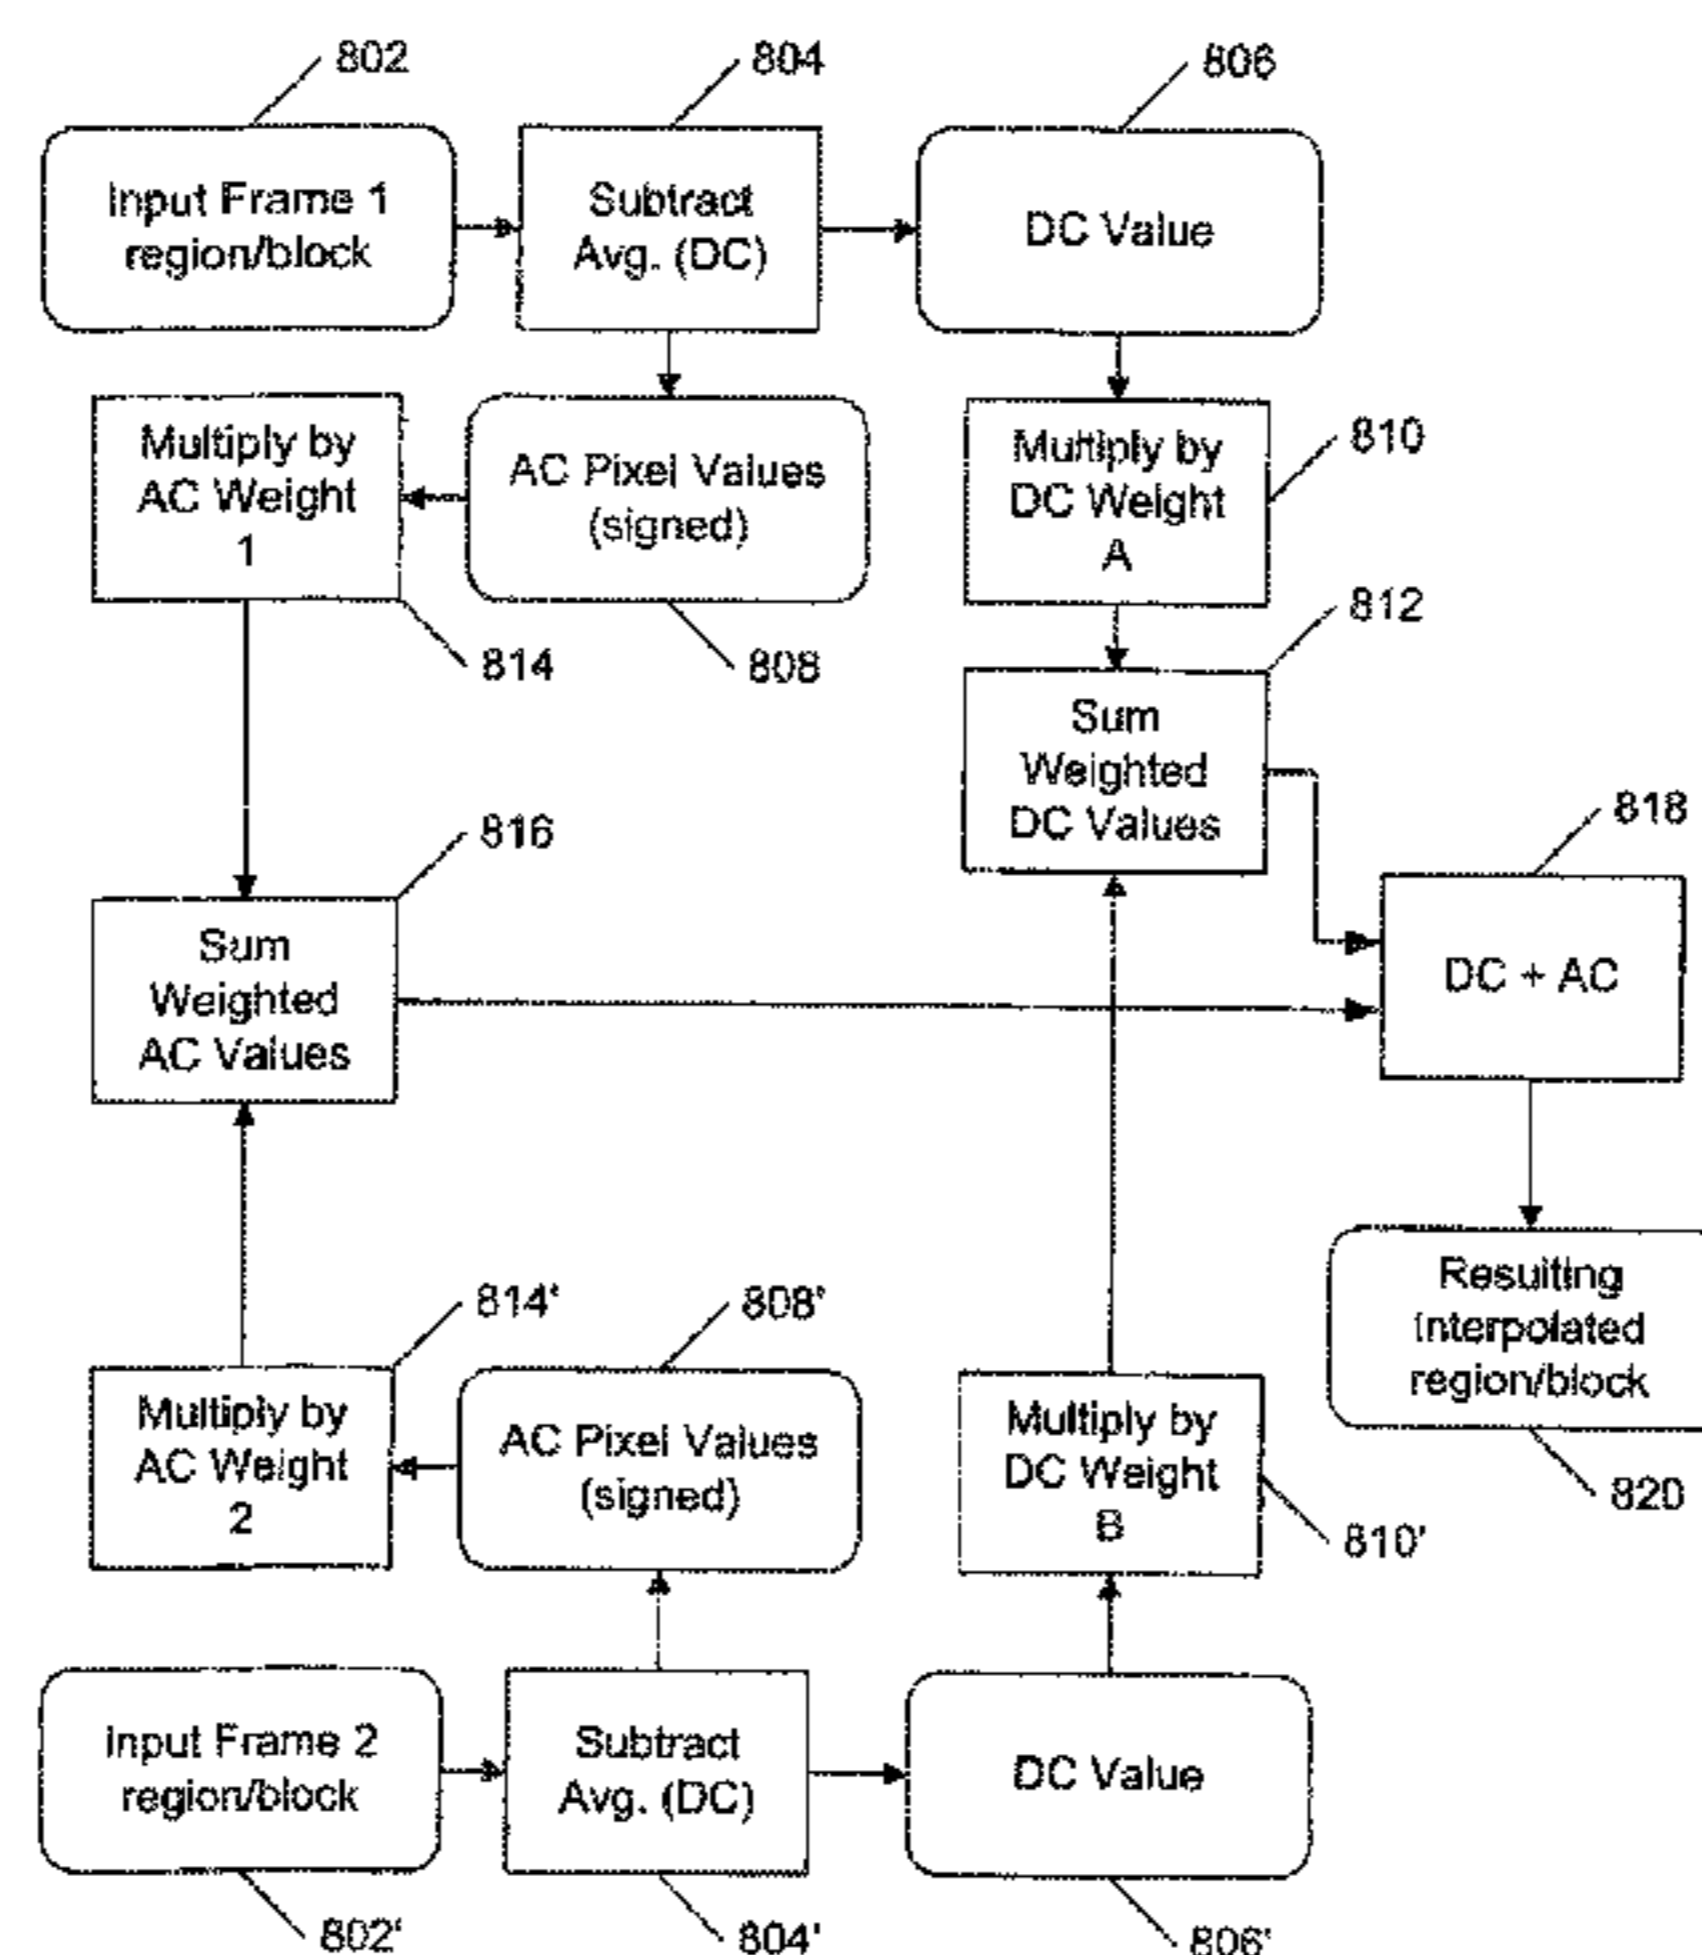 802
804
806
Input Frame 1
region/block
Subtract
Avg. (DC)
DC Value
Multiply by
AC Weight
1
AC Pixel Values
(signed)
Multiply by
DC Weight
A
810
814
808
812
Sum
Weighted
DC Values
816
818
Sum
Weighted
AC Values
DC + AC
814'
808'
Resulting
Interpolated
region/block
Multiply by
AC Weight
2
AC Pixel Values
(signed)
Multiply by
DC Weight
B
820
810'
Input Frame 2
region/block
Subtract
Avg. (DC)
DC Value
802'
804'
806'